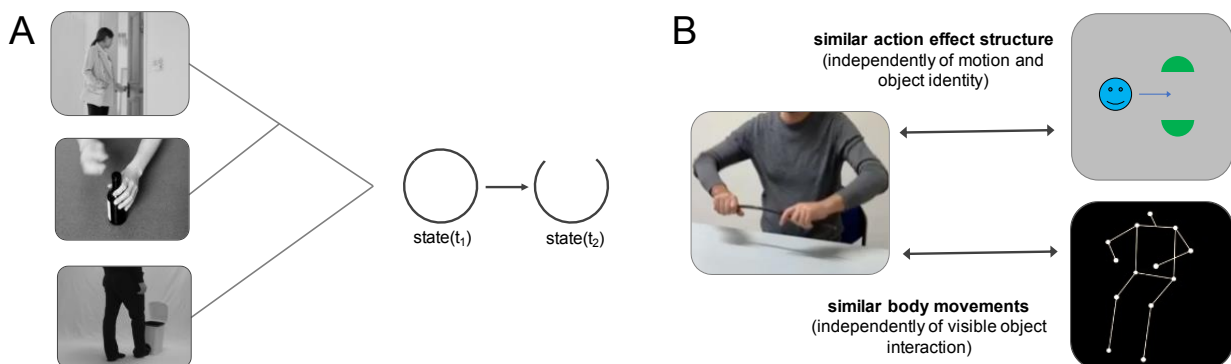 A
state(t₁)
state(t₂)
B
similar action effect structure
(independently of motion and
object identity)
similar body movements
(independently of visible object
interaction)